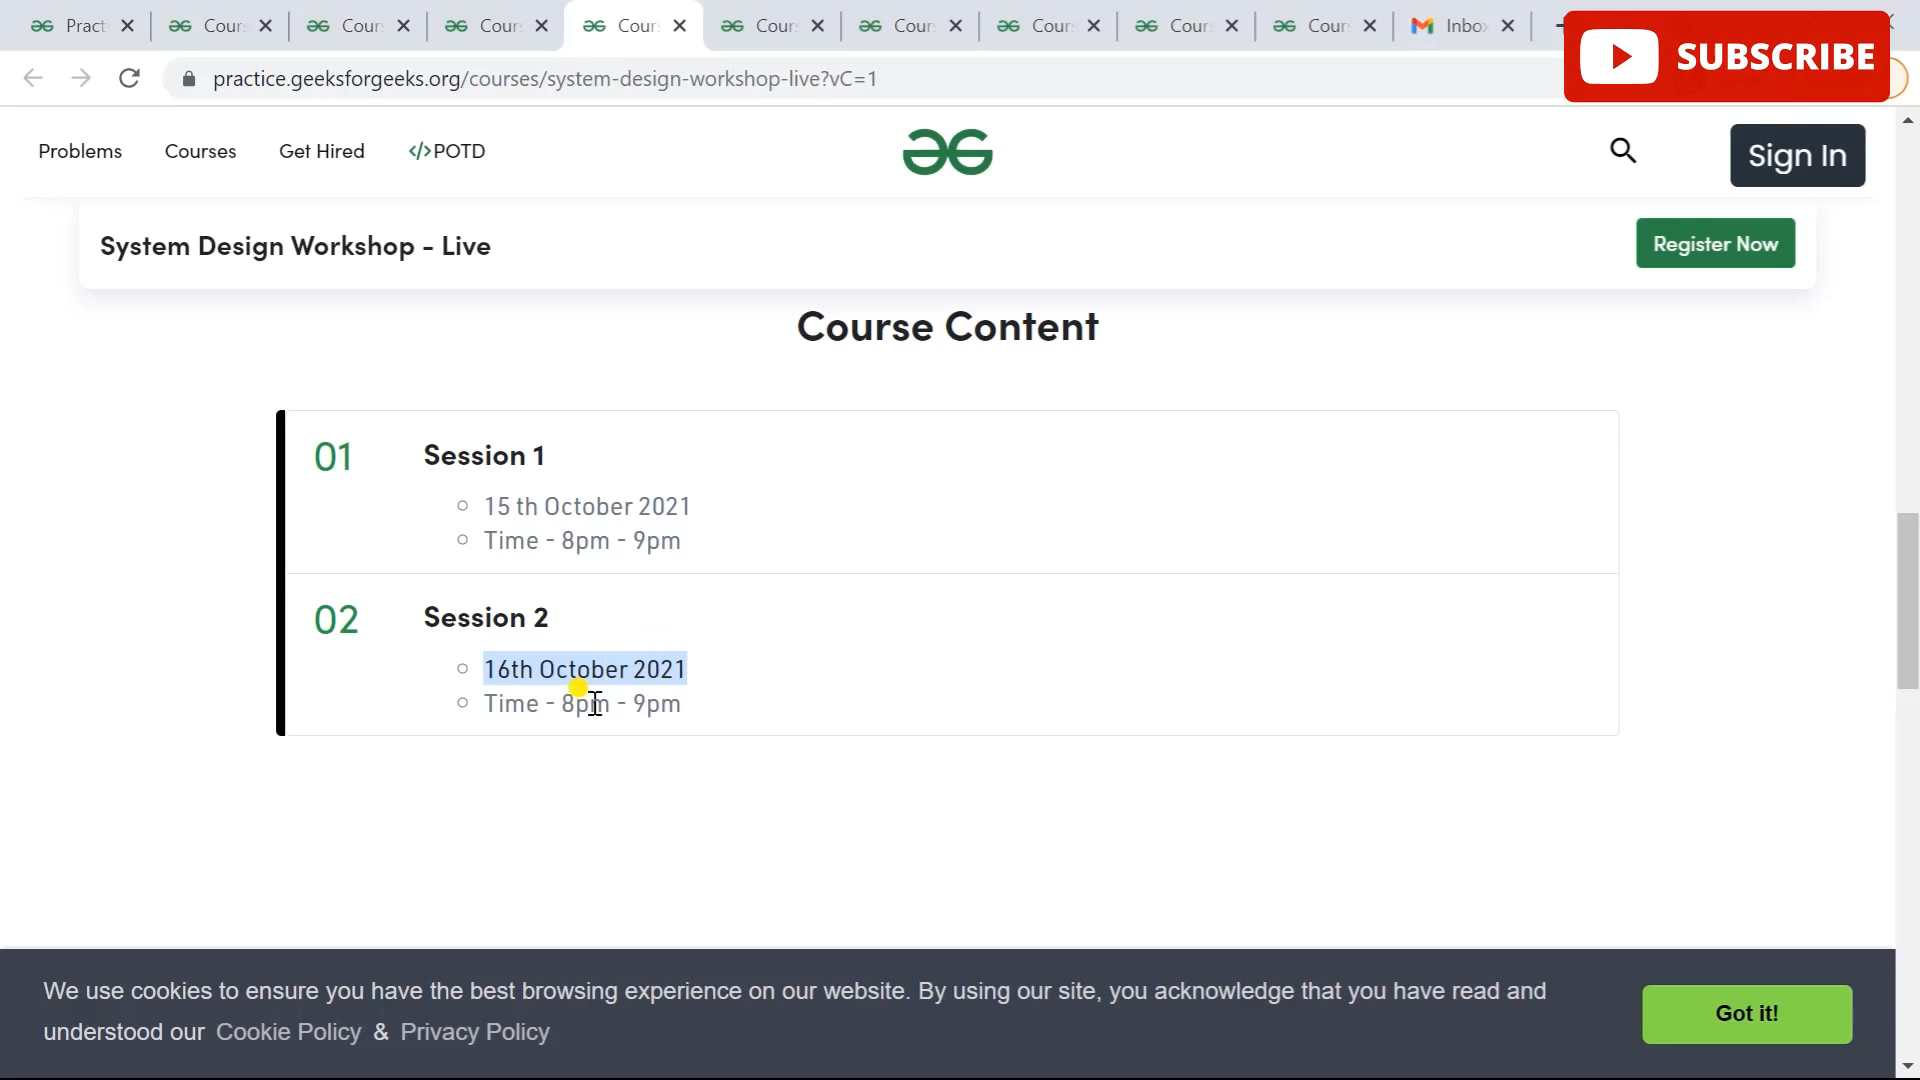 Pract Cour Cour Cour Cour Cour Cour Cour Cour Cour Inbo
practice.geeksforgeeks.org/courses/system-design-workshop-live?vC=1
SUBSCRIBE
Problems Courses Get Hired </>POTD
Sign In
System Design Workshop - Live
Register Now
Course Content
01 Session 1
15 th October 2021
Time - 8pm - 9pm
02 Session 2
16th October 2021
Time - 8pm - 9pm
We use cookies to ensure you have the best browsing experience on our website. By using our site, you acknowledge that you have read and
understood our Cookie Policy & Privacy Policy
Got it!